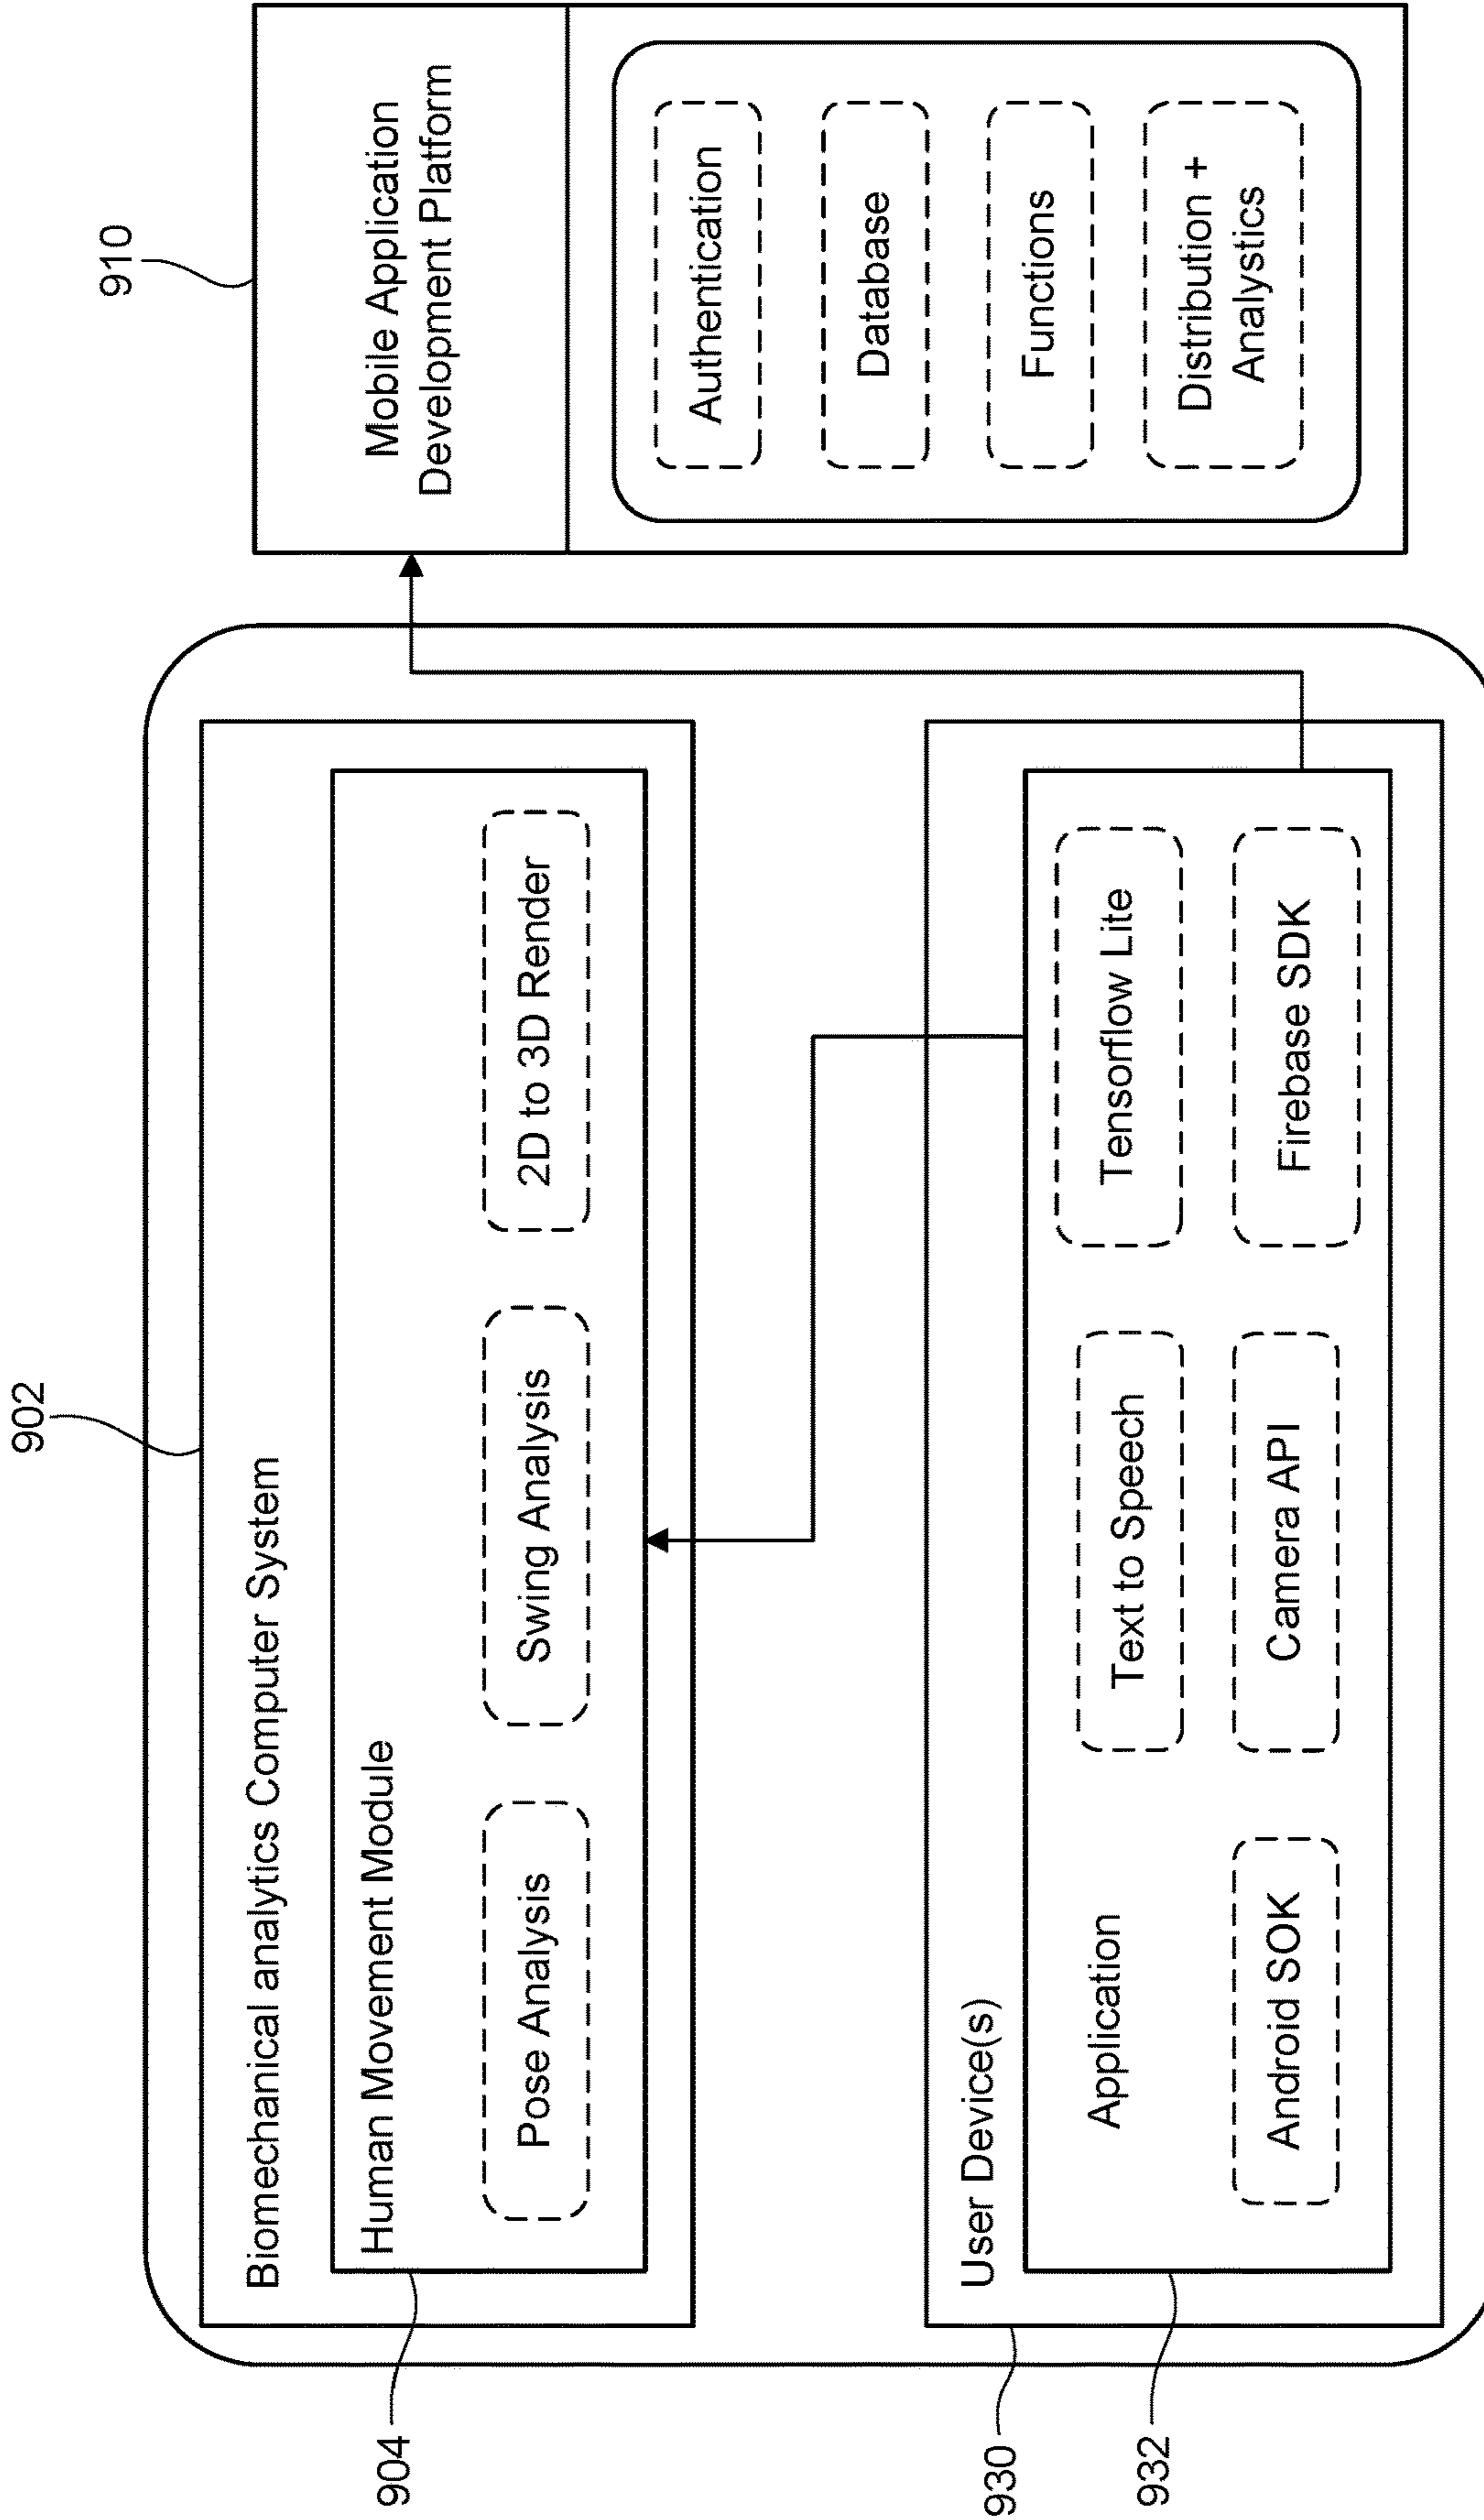 902
910
Biomechanical analytics Computer System
904
Human Movement Module
Pose Analysis
Swing Analysis
2D to 3D Render
930
User Device(s)
932
Application
Text to Speech
Tensorflow Lite
Android SOK
Camera API
Firebase SDK
Mobile Application
Development Platform
Authentication
Database
Functions
Distribution +
Analystics